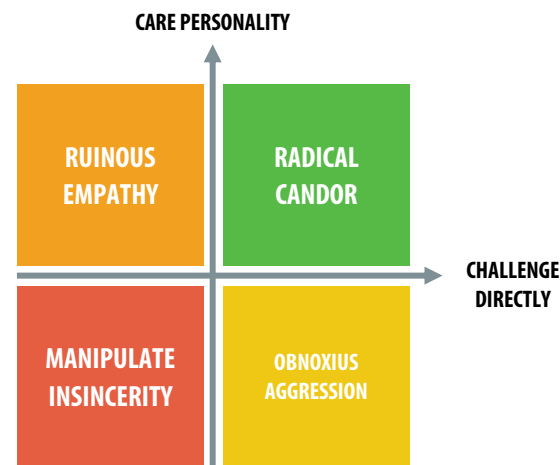 CARE PERSONALITY
RUINOUS
EMPATHY
RADICAL
CANDOR
CHALLENGE
DIRECTLY
MANIPULATE
INSINCERITY
OBNOXIUS
AGGRESSION